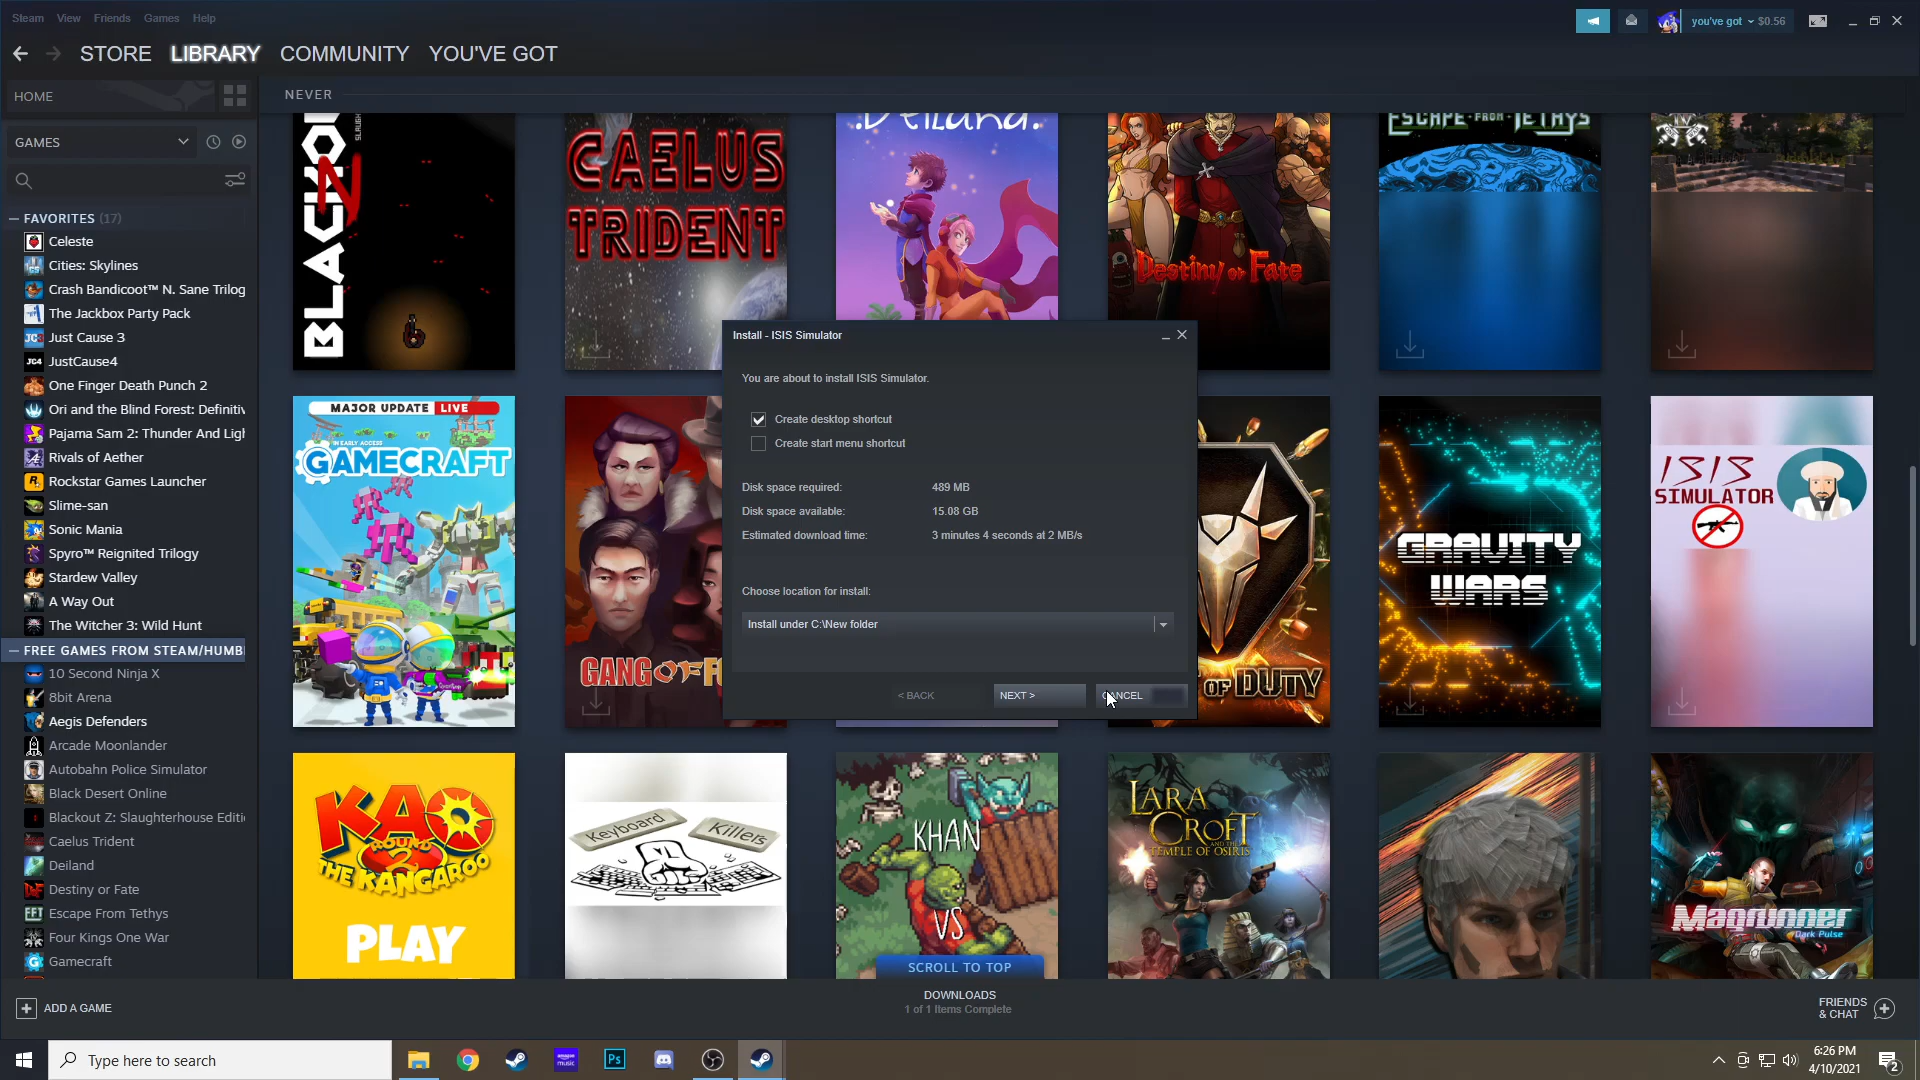 Steam View Friends Games Help
you've got $0.56
STORE LIBRARY COMMUNITY YOU'VE GOT
HOME
NEVER
GAMES
FAVORITES (17)
Celeste
Cities: Skylines
Crash Bandicoot™ N. Sane Trilog
The Jackbox Party Pack
Just Cause 3
JustCause4
One Finger Death Punch 2
Ori and the Blind Forest: Definitiv
Pajama Sam 2: Thunder And Ligh
Rivals of Aether
Rockstar Games Launcher
Slime-san
Sonic Mania
Spyro™ Reignited Trilogy
Stardew Valley
A Way Out
The Witcher 3: Wild Hunt
FREE GAMES FROM STEAM/HUMB
10 Second Ninja X
8bit Arena
Aegis Defenders
Arcade Moonlander
Autobahn Police Simulator
Black Desert Online
Blackout Z: Slaughterhouse Editi
Caelus Trident
Deiland
Destiny or Fate
Escape From Tethys
Four Kings One War
Gamecraft
CAELUS
TRIDENT
Deiland
Destiny or Fate
ESCAPE FROM TETHYS
Install - ISIS Simulator
You are about to install ISIS Simulator.
Create desktop shortcut
Create start menu shortcut
Disk space required: 489 MB
Disk space available: 15.08 GB
Estimated download time: 3 minutes 4 seconds at 2 MB/s
Choose location for install:
Install under C:\New folder
< BACK NEXT > CANCEL
MAJOR UPDATE LIVE
IN EARLY ACCESS
GAMECRAFT
GANG OF F
OF DUTY
GRAVITY
WARS
ISIS
SIMULATOR
KAO
ROUND 2
THE KANGAROO
PLAY
Keyboard Killers
KHAN
VS
LARA
CROFT
AND THE
TEMPLE OF OSIRIS
Magrunner
Dark Pulse
SCROLL TO TOP
ADD A GAME
DOWNLOADS
1 of 1 Items Complete
FRIENDS
& CHAT
Type here to search
amazon
music
Ps
6:26 PM
4/10/2021
2